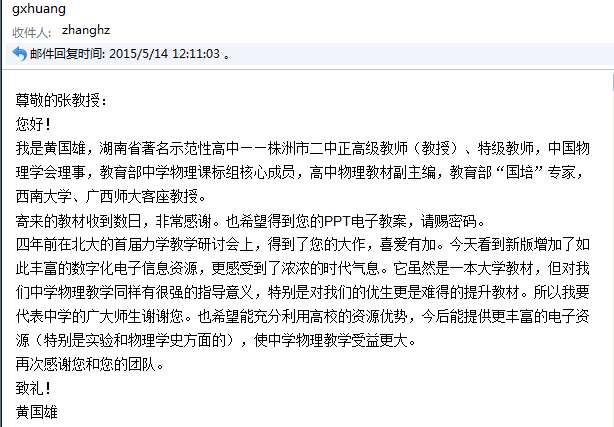 gxhuang
收件人： zhanghz
邮件回复时间: 2015/5/14 12:11:03 。
尊敬的张教授：
您好！
我是黄国雄，湖南省著名示范性高中－－株洲市二中正高级教师（教授）、特级教师，中国物
理学会理事，教育部中学物理课标组核心成员，高中物理教材副主编，教育部“国培”专家，
西南大学、广西师大客座教授。
寄来的教材收到数日，非常感谢。也希望得到您的PPT电子教案，请赐密码。
四年前在北大的首届力学教学研讨会上，得到了您的大作，喜爱有加。今天看到新版增加了如
此丰富的数字化电子信息资源，更感受到了浓浓的时代气息。它虽然是一本大学教材，但对我
们中学物理教学同样有很强的指导意义，特别是对我们的优生更是难得的提升教材。所以我要
代表中学的广大师生谢谢您。也希望能充分利用高校的资源优势，今后能提供更丰富的电子资
源（特别是实验和物理学史方面的），使中学物理教学受益更大。
再次感谢您和您的团队。
致礼！
黄国雄